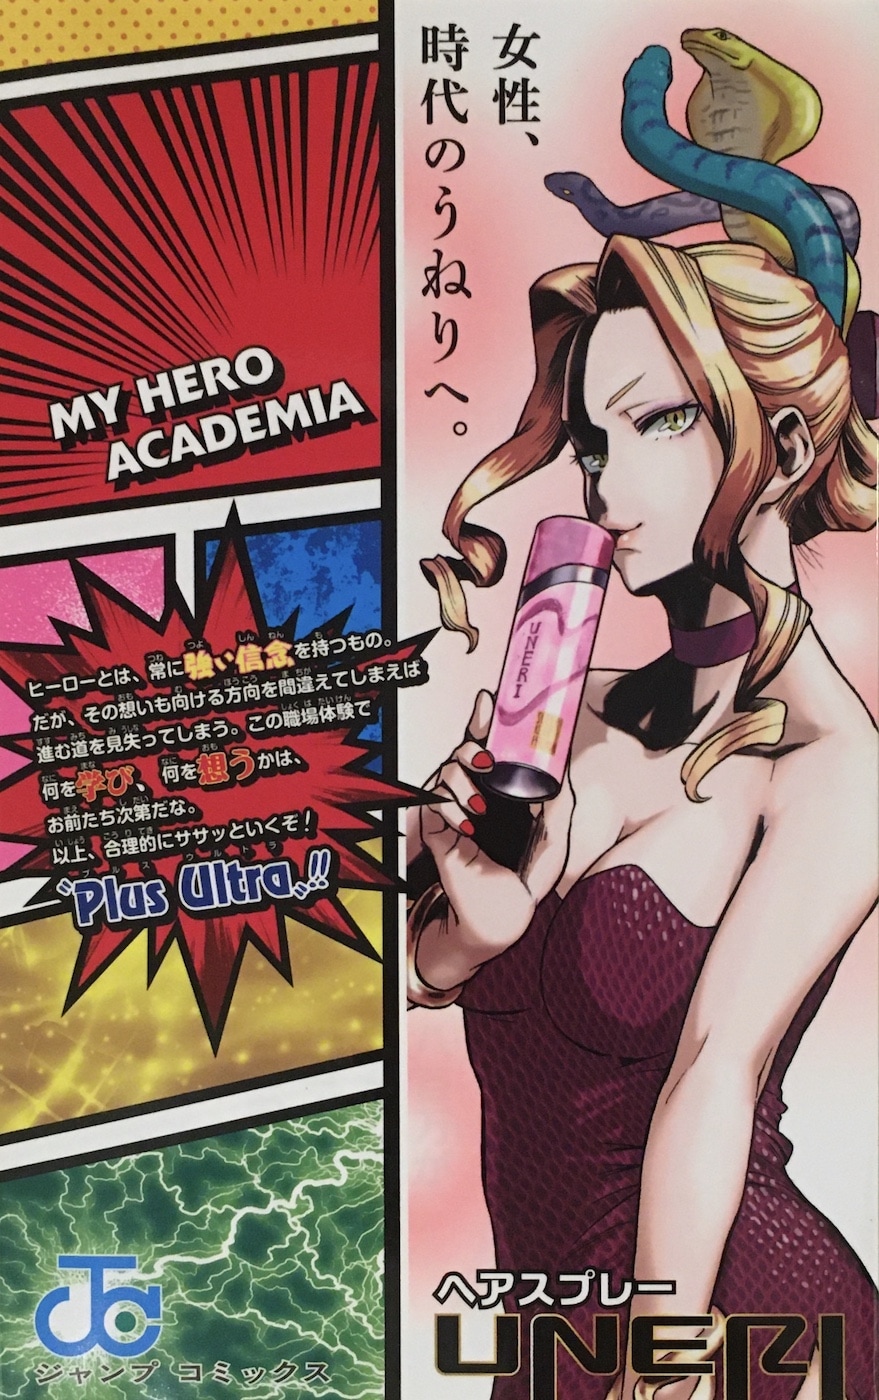 女性、
時代のうねりへ。
MY HERO
ACADEMIA
ヒーローとは、常に強い信念を持つもの。
だが、その想いも向ける方向を間違えてしまえば
進む道を見失ってしまう。この職場体験で
何を学び、何を想うかは、
お前たち次第だな。
以上、合理的にササッといくぞ!
"Plus Ultra"!!
UNERI
JC
ジャンプ コミックス
ヘアスプレー
UNERI